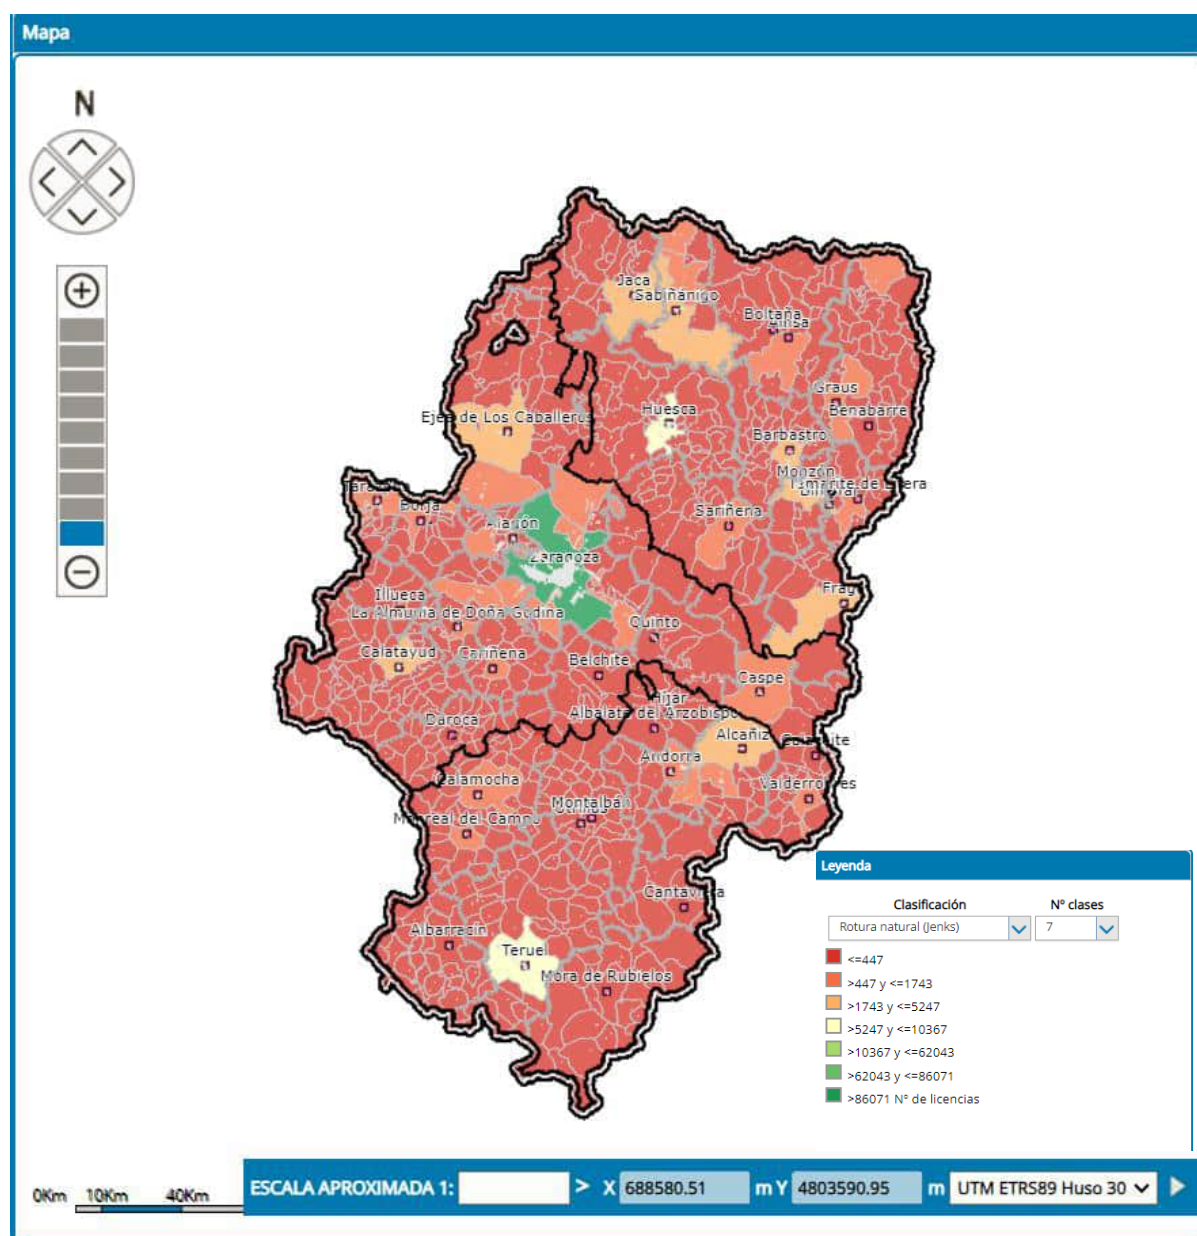 Mapa
N
Jaca
Sabiñánigo
Boltaña
Aínsa
Graus
Huesca
Benabarre
Ejea de Los Caballeros
Barbastro
Monzón
Tamarite de Litera
Borja
Sariñena
Alagón
Zaragoza
Fraga
Illueca
La Almunia de Doña Godina
Quinto
Calatayud
Cariñena
Belchite
Caspe
Híjar
Albalate del Arzobispo
Daroca
Alcañiz
Andorra
Calamocha
Valderrobres
Montalbán
Monreal del Campo
Cantavieja
Albarracín
Teruel
Mora de Rubielos
Leyenda
Clasificación Nº clases
Rotura natural (Jenks) 7
<=447
>447 y <=1743
>1743 y <=5247
>5247 y <=10367
>10367 y <=62043
>62043 y <=86071
>86071 Nº de licencias
0Km 10Km 40Km
ESCALA APROXIMADA 1: > X 688580.51 m Y 4803590.95 m UTM ETRS89 Huso 30